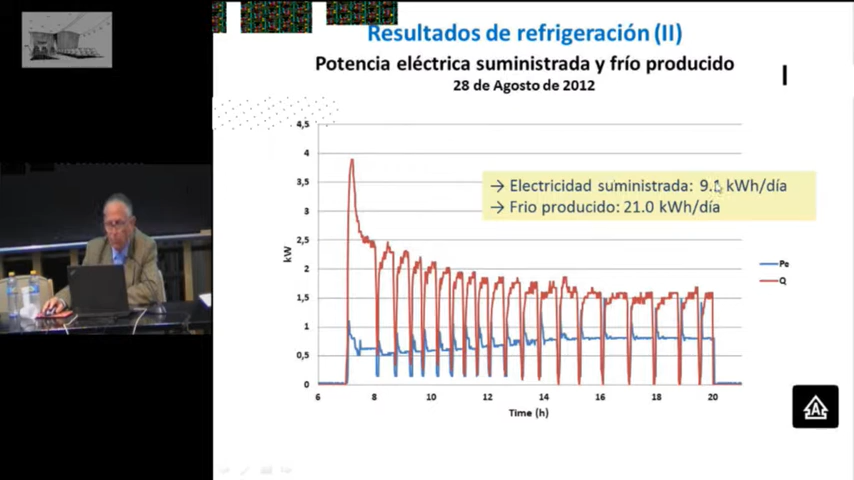 Resultados de refrigeración (II)
Potencia eléctrica suministrada y frío producido
28 de Agosto de 2012
4,5
4
3,5
3
2,5
2
1,5
1
0,5
0
kW
→ Electricidad suministrada: 9.1 kWh/día
→ Frio producido: 21.0 kWh/día
Pe
Q
6 8 10 12 14 16 18 20
Time (h)
A